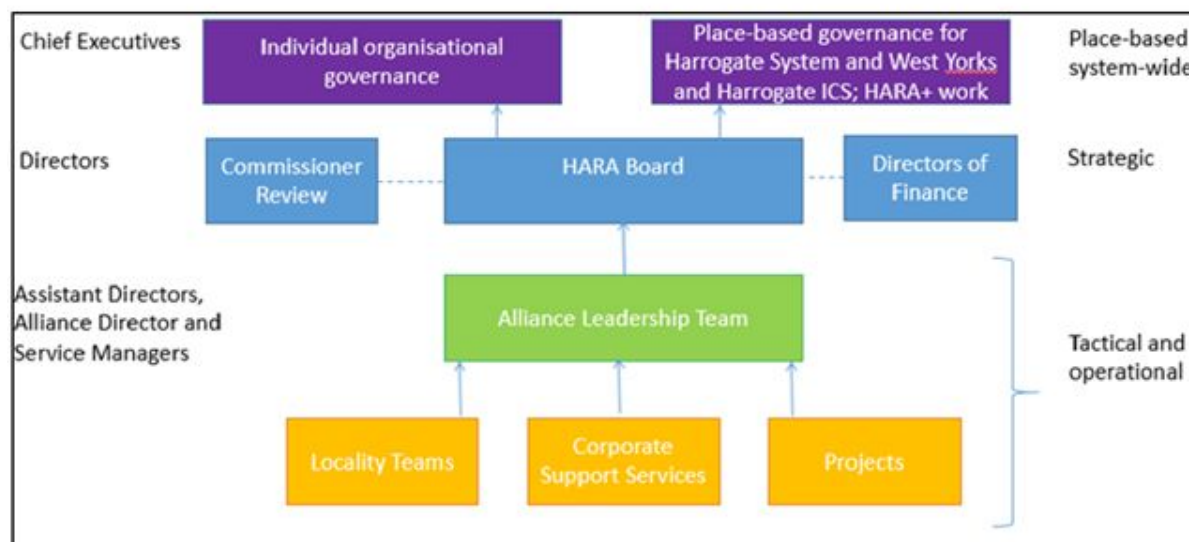 Chief Executives
Individual organisational
governance
Place-based governance for
Harrogate System and West Yorks
and Harrogate ICS; HARA+ work
Place-based
system-wide
Directors
Commissioner
Review
HARA Board
Directors of
Finance
Strategic
Assistant Directors,
Alliance Director and
Service Managers
Alliance Leadership Team
Tactical and
operational
Locality Teams
Corporate
Support Services
Projects